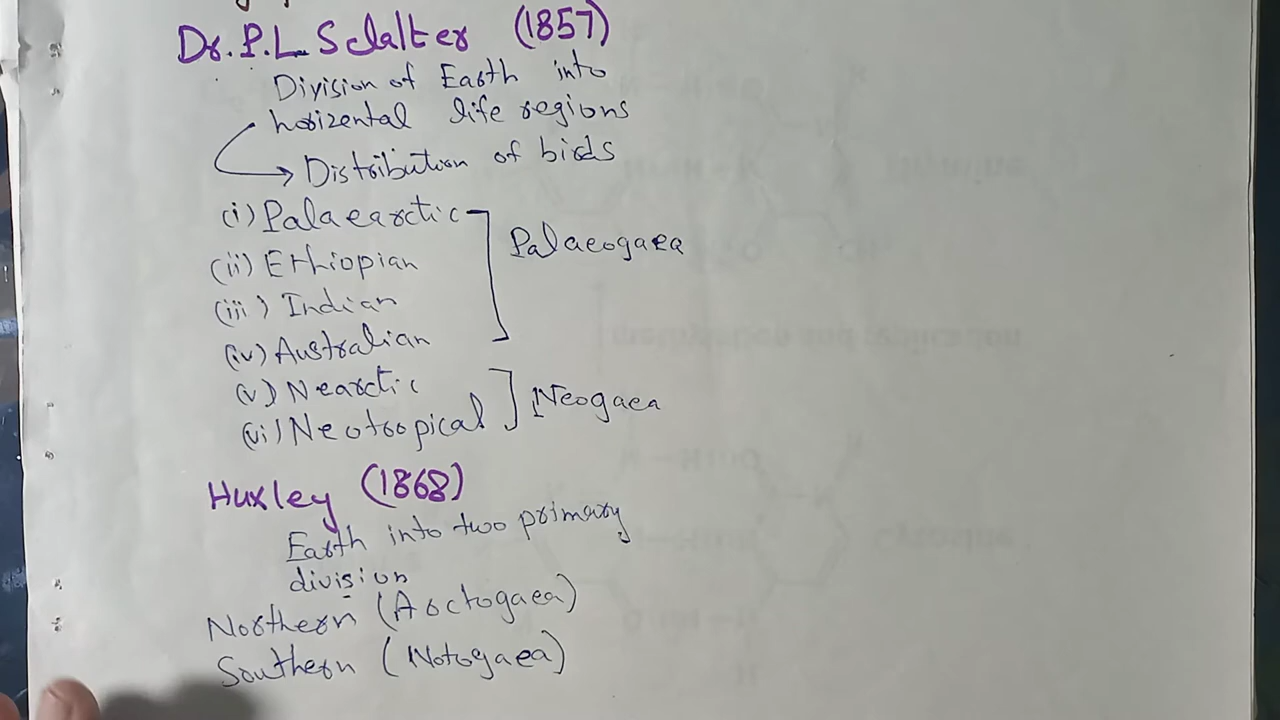 Dr. P.L. Sclalter (1857)
Division of Earth into
horizental life regions
Distribution of birds
(i) Palaearctic
(ii) Ethiopian
Palaeogaea
(iii) Indian
(iv) Australian
(v) Nearctic
(vi) Neotropical
Neogaea
Huxley (1868)
Earth into two primary
division
Northern (Arctogaea)
Southern (Notogaea)